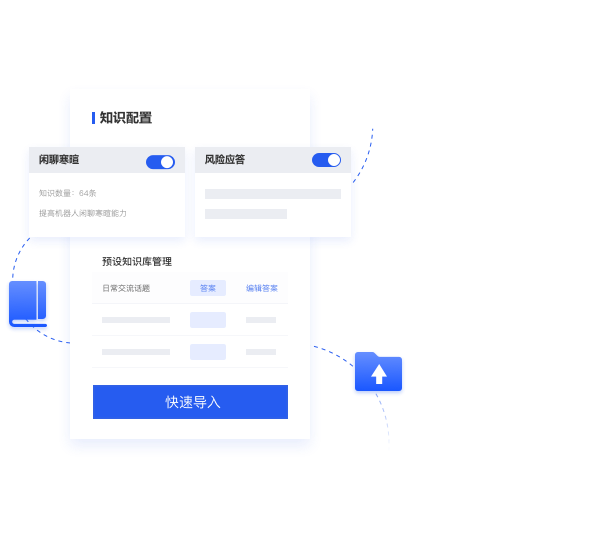 知识配置
闲聊寒暄
风险应答
知识数量：64条
提高机器人闲聊寒暄能力
预设知识库管理
日常交流话题 答案 编辑答案
快速导入